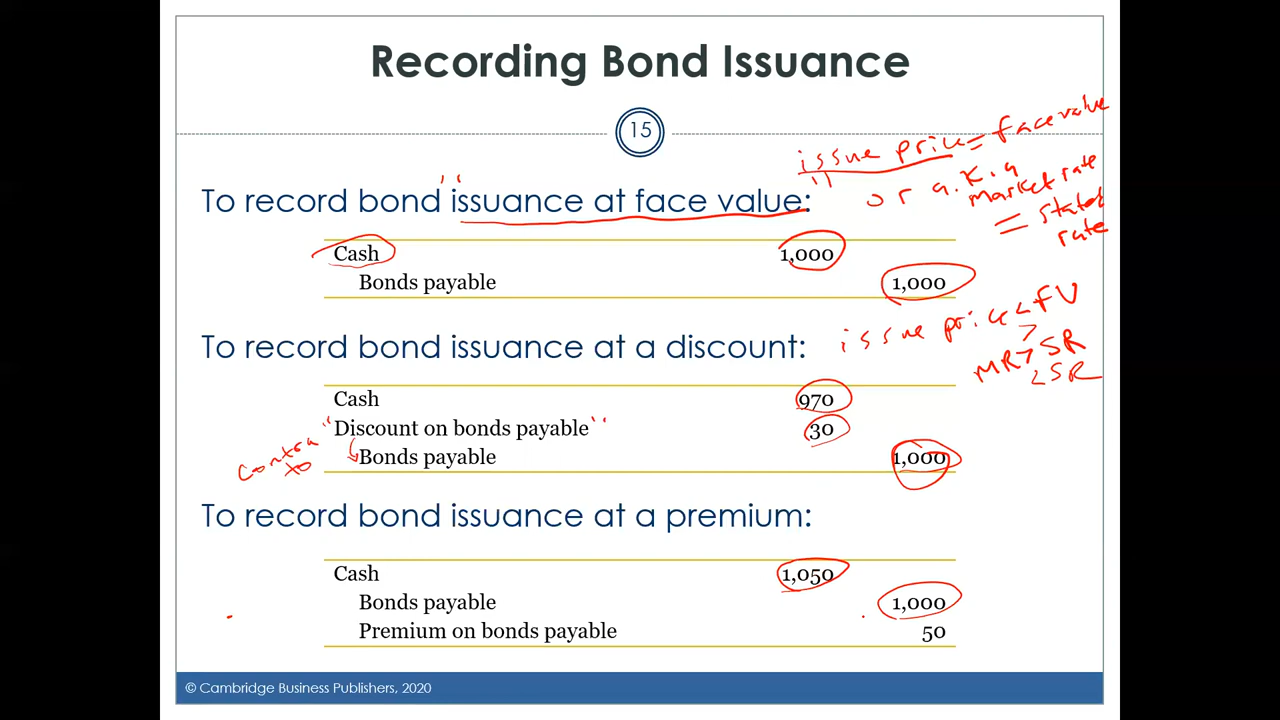 Recording Bond Issuance
15
issue price = face value
or a.k.a
market rate
= stated
rate
To record bond "issuance at face value:"
Cash 1,000
Bonds payable 1,000
issue price < FV
>
MR > SR
< SR
To record bond issuance at a discount:
Cash 970
"Discount on bonds payable" 30
contra
to
Bonds payable 1,000
To record bond issuance at a premium:
Cash 1,050
Bonds payable 1,000
Premium on bonds payable 50
© Cambridge Business Publishers, 2020